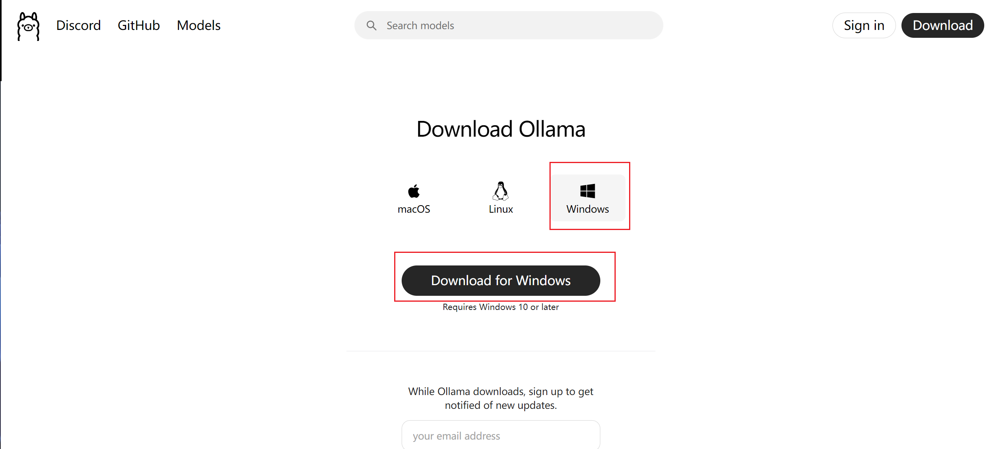 Discord GitHub Models Search models Sign in Download
Download Ollama
macOS Linux Windows
Download for Windows
Requires Windows 10 or later
While Ollama downloads, sign up to get
notified of new updates.
your email address